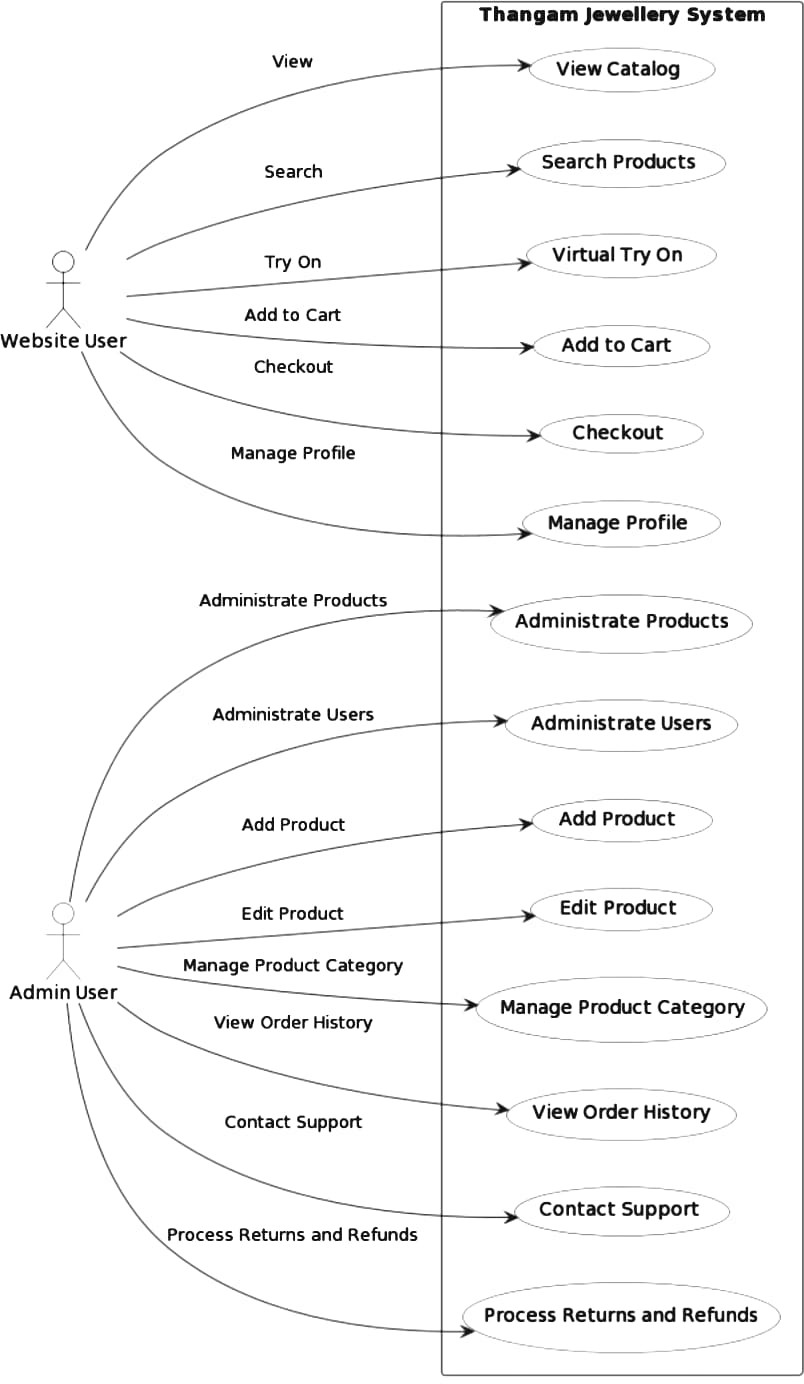 Thangam Jewellery System
View
View Catalog
Search
Search Products
Try On
Virtual Try On
Website User
Add to Cart
Add to Cart
Checkout
Checkout
Manage Profile
Manage Profile
Administrate Products
Administrate Products
Administrate Users
Administrate Users
Add Product
Add Product
Edit Product
Edit Product
Admin User
Manage Product Category
Manage Product Category
View Order History
View Order History
Contact Support
Contact Support
Process Returns and Refunds
Process Returns and Refunds